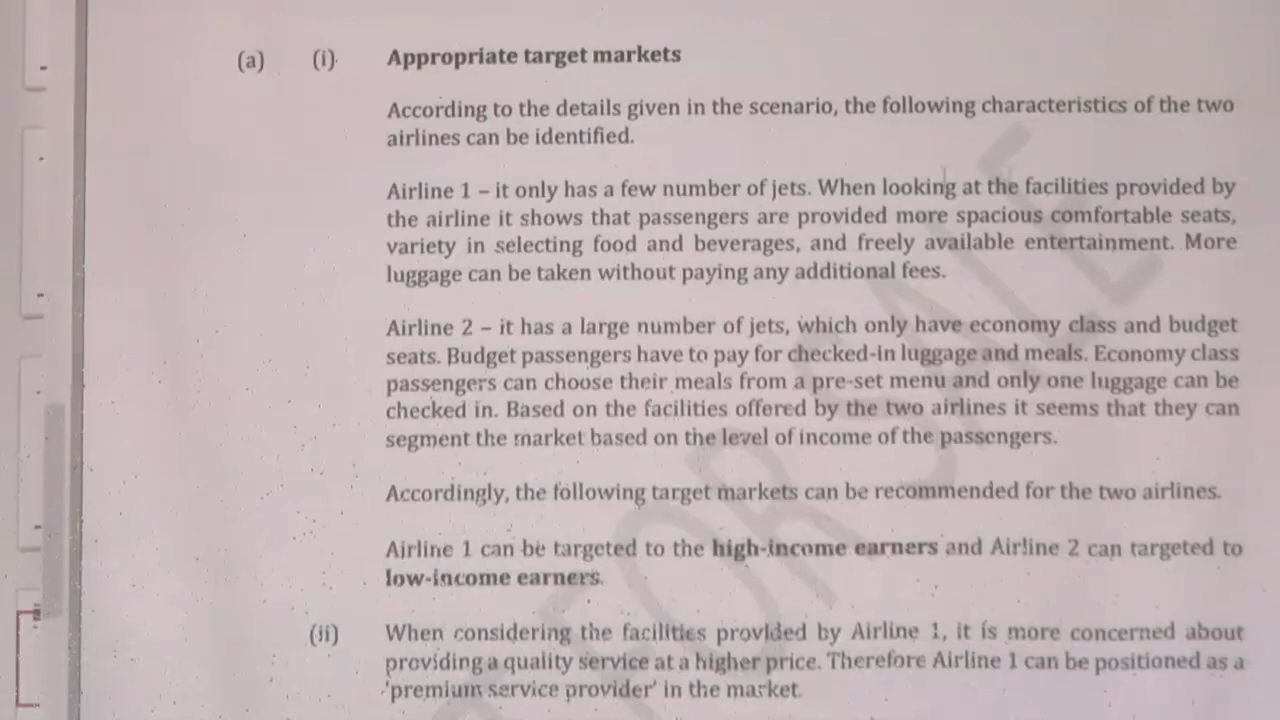 (a) (i) Appropriate target markets
According to the details given in the scenario, the following characteristics of the two
airlines can be identified.
Airline 1 – it only has a few number of jets. When looking at the facilities provided by
the airline it shows that passengers are provided more spacious comfortable seats,
variety in selecting food and beverages, and freely available entertainment. More
luggage can be taken without paying any additional fees.
Airline 2 – it has a large number of jets, which only have economy class and budget
seats. Budget passengers have to pay for checked-in luggage and meals. Economy class
passengers can choose their meals from a pre-set menu and only one luggage can be
checked in. Based on the facilities offered by the two airlines it seems that they can
segment the market based on the level of income of the passengers.
Accordingly, the following target markets can be recommended for the two airlines.
Airline 1 can be targeted to the high-income earners and Airline 2 can targeted to
low-income earners.
(ii) When considering the facilities provided by Airline 1, it is more concerned about
providing a quality service at a higher price. Therefore Airline 1 can be positioned as a
'premium service provider' in the market.
FOR SALE